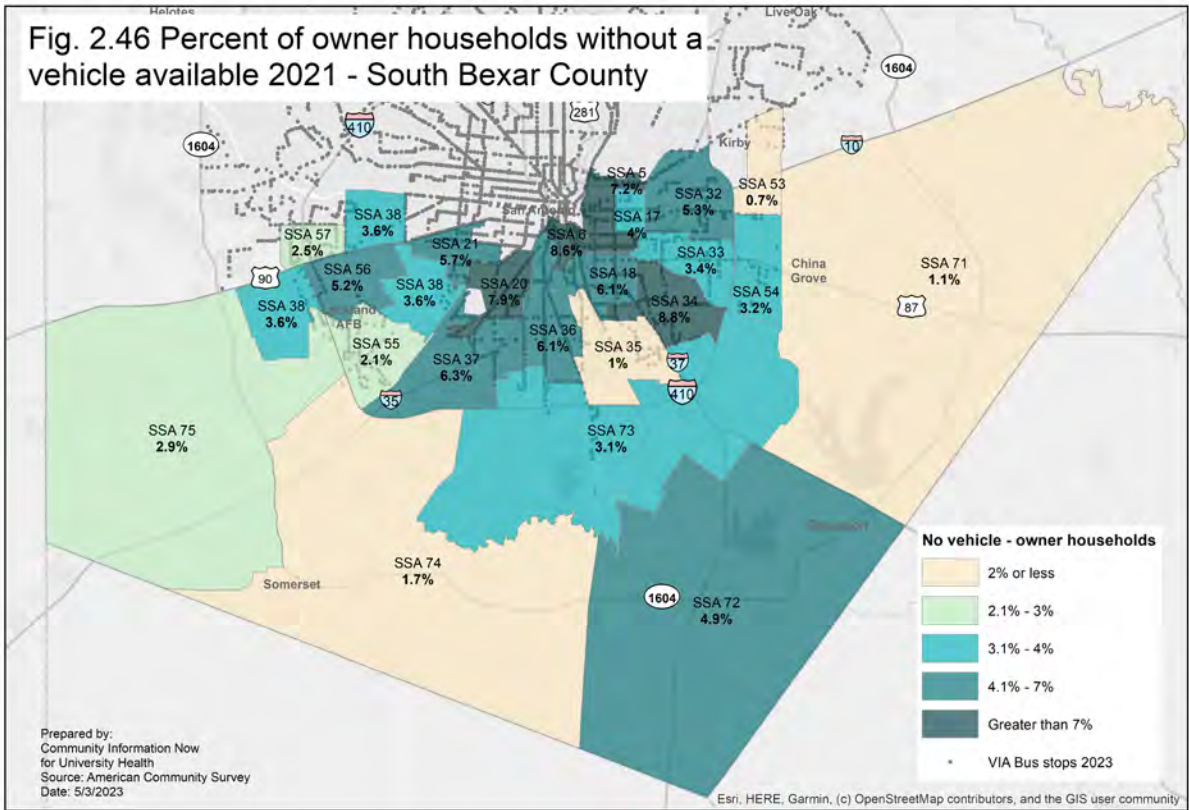 Helotes
Live Oak
Fig. 2.46 Percent of owner households without a
vehicle available 2021 - South Bexar County
1604
281
410
1604
Kirby
10
SSA 5
7.2%
SSA 32
5.3%
SSA 53
0.7%
SSA 38
3.6%
San Antonio
SSA 17
4%
SSA 57
2.5%
SSA 21
5.7%
SSA 6
8.6%
SSA 33
3.4%
China
Grove
SSA 71
1.1%
90
SSA 56
5.2%
SSA 38
3.6%
SSA 20
7.9%
SSA 18
6.1%
SSA 34
8.8%
SSA 54
3.2%
87
SSA 38
3.6%
Lackland
AFB
SSA 55
2.1%
SSA 36
6.1%
SSA 35
1%
SSA 37
6.3%
37
410
35
SSA 75
2.9%
SSA 73
3.1%
SSA 74
1.7%
Somerset
1604
SSA 72
4.9%
No vehicle - owner households
2% or less
2.1% - 3%
3.1% - 4%
4.1% - 7%
Greater than 7%
VIA Bus stops 2023
Prepared by:
Community Information Now
for University Health
Source: American Community Survey
Date: 5/3/2023
Esri, HERE, Garmin, (c) OpenStreetMap contributors, and the GIS user community